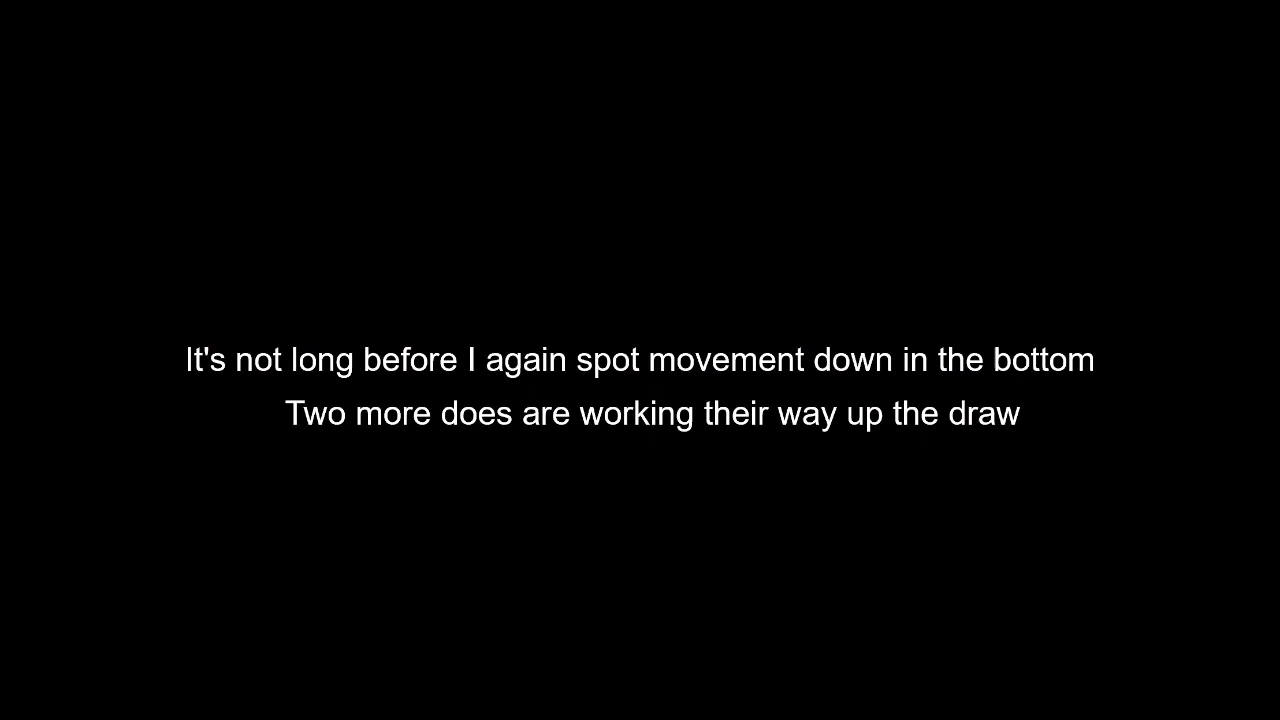 It's not long before I again spot movement down in the bottom
Two more does are working their way up the draw